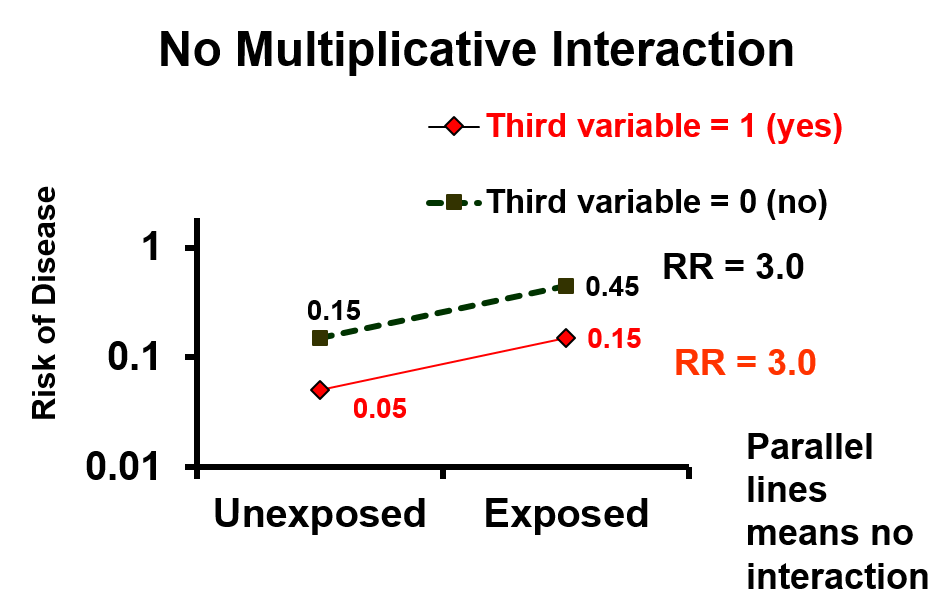 No Multiplicative Interaction
Third variable = 1 (yes)
Third variable = 0 (no)
Risk of Disease
1
0.1
0.01
0.15
0.45
0.05
0.15
RR = 3.0
RR = 3.0
Unexposed
Exposed
Parallel
lines
means no
interaction